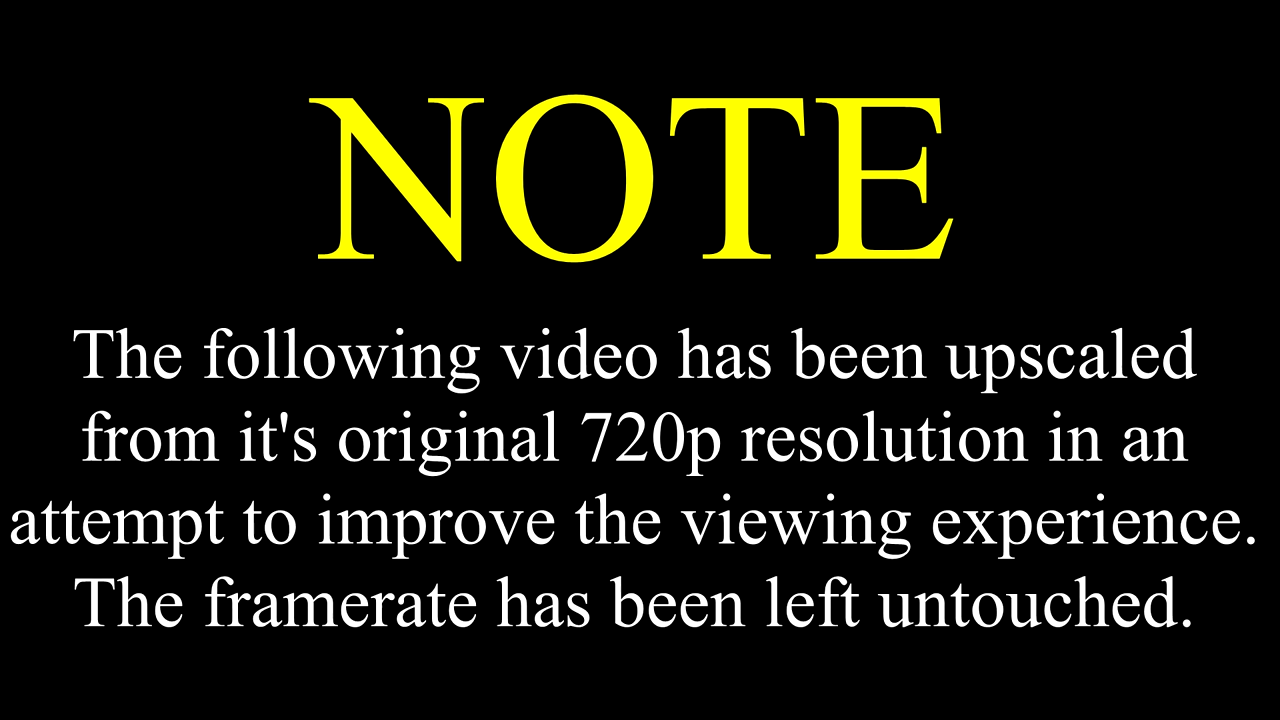 NOTE
The following video has been upscaled
from it's original 720p resolution in an
attempt to improve the viewing experience.
The framerate has been left untouched.